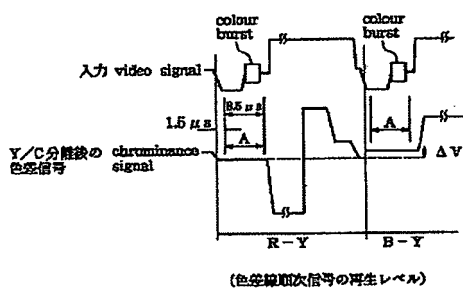 colour
burst
colour
burst
入力 video signal
8.5 μs
1.5 μs
A
A
Y/C分離後の chrominance
色差信号 signal
ΔV
R-Y
B-Y
(色差線順次信号の再生レベル)